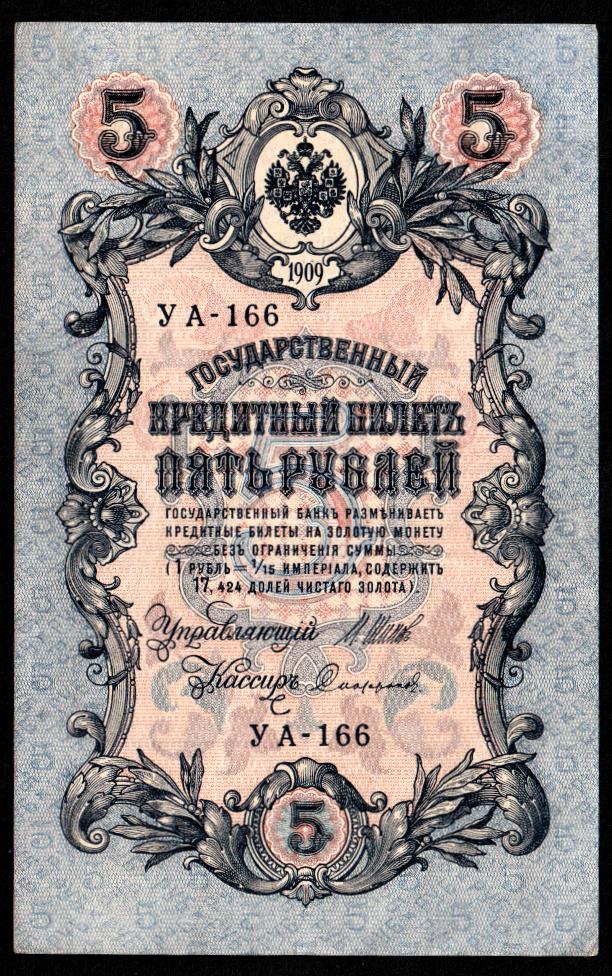 5 5
1909
УА-166
ГОСУДАРСТВЕННЫЙ
КРЕДИТНЫЙ БИЛЕТЪ
ПЯТЬ РУБЛЕЙ
ГОСУДАРСТВЕННЫЙ БАНКЪ РАЗМѢНИВАЕТЪ
КРЕДИТНЫЕ БИЛЕТЫ НА ЗОЛОТУЮ МОНЕТУ
БЕЗЪ ОГРАНИЧЕНІЯ СУММЫ
(1 РУБЛЬ = 1/15 ИМПЕРІАЛА, СОДЕРЖИТЪ
17,424 ДОЛЕЙ ЧИСТАГО ЗОЛОТА).
Управляющій
Кассиръ
УА-166
5